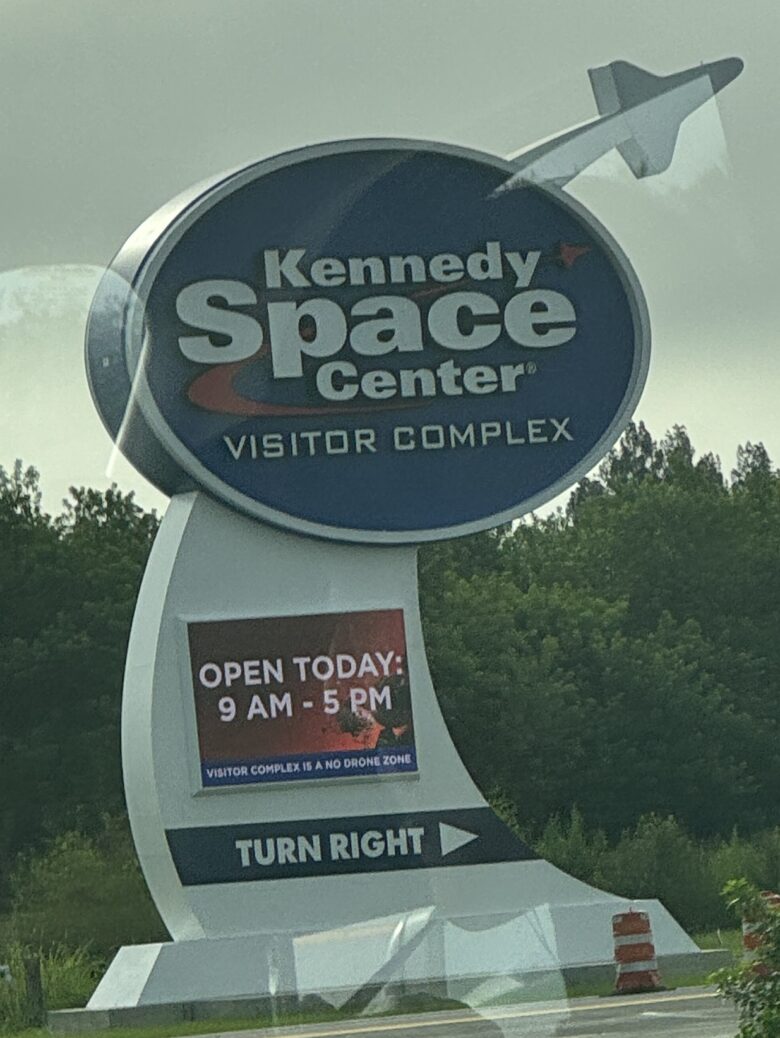 Kennedy
Space
Center®
VISITOR COMPLEX
OPEN TODAY:
9 AM - 5 PM
VISITOR COMPLEX IS A NO DRONE ZONE
TURN RIGHT